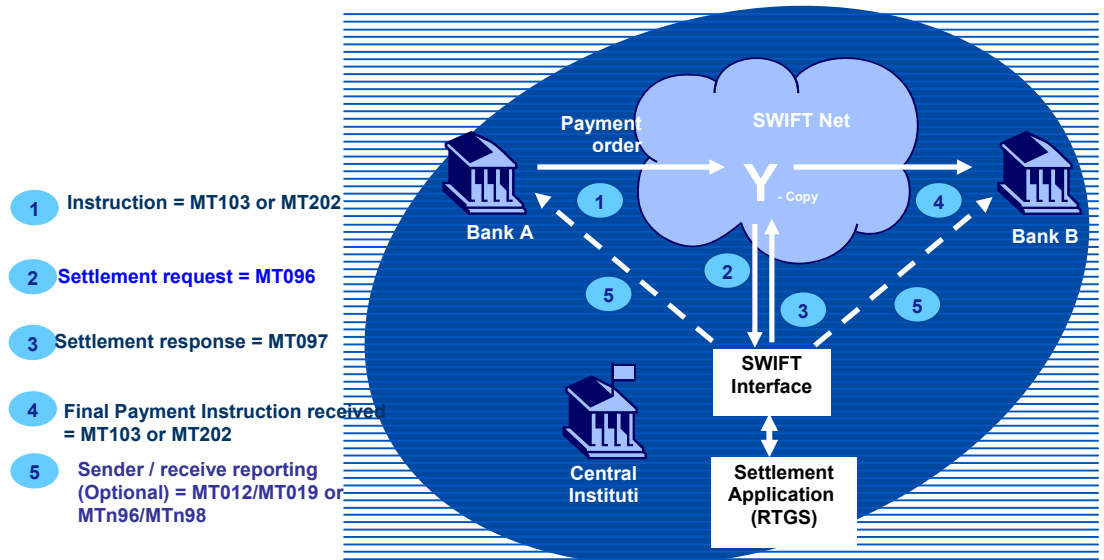 1
Instruction = MT103 or MT202
2
Settlement request = MT096
3
Settlement response = MT097
4
Final Payment Instruction received
= MT103 or MT202
5
Sender / receive reporting
(Optional) = MT012/MT019 or
MTn96/MTn98
Payment
order
SWIFT Net
Y
- Copy
1
4
Bank A
Bank B
2
5
3
5
SWIFT
Interface
Central
Instituti
Settlement
Application
(RTGS)